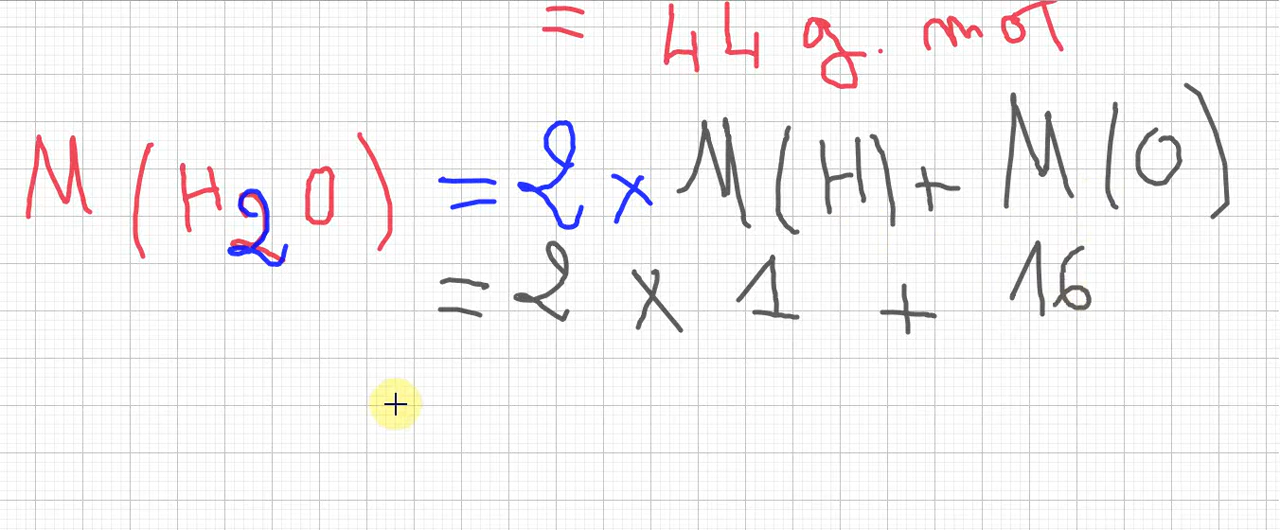 = 44 g. mol
M(H2O) = 2 × M(H) + M(O)
= 2 × 1 + 16